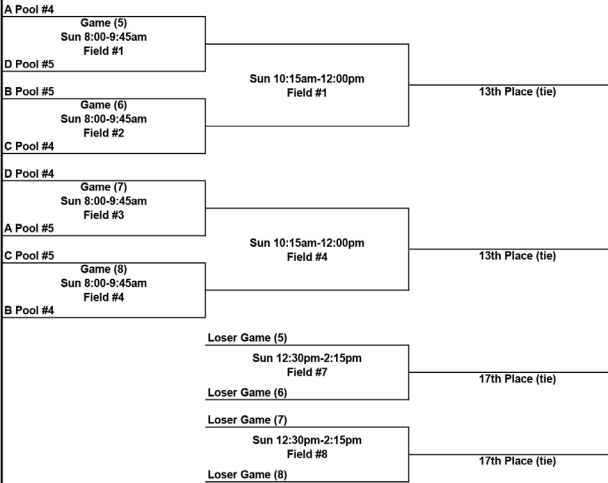 A Pool #4
Game (5)
Sun 8:00-9:45am
Field #1
D Pool #5
Sun 10:15am-12:00pm
Field #1
13th Place (tie)
B Pool #5
Game (6)
Sun 8:00-9:45am
Field #2
C Pool #4
D Pool #4
Game (7)
Sun 8:00-9:45am
Field #3
A Pool #5
Sun 10:15am-12:00pm
Field #4
13th Place (tie)
C Pool #5
Game (8)
Sun 8:00-9:45am
Field #4
B Pool #4
Loser Game (5)
Sun 12:30pm-2:15pm
Field #7
17th Place (tie)
Loser Game (6)
Loser Game (7)
Sun 12:30pm-2:15pm
Field #8
17th Place (tie)
Loser Game (8)